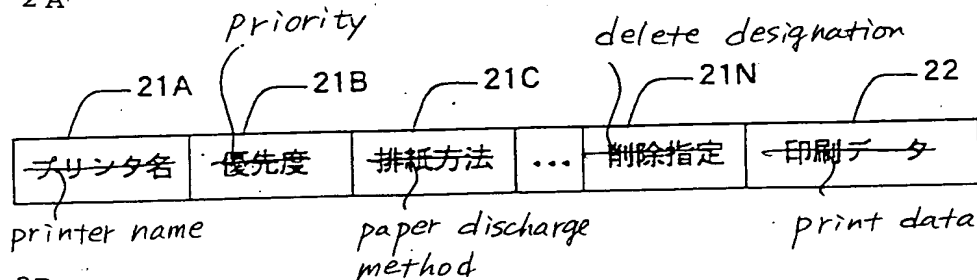 2A
priority
delete designation
21A 21B 21C 21N 22
プリンタ名 優先度 排紙方法 ... 削除指定 印刷データ
printer name paper discharge method print data